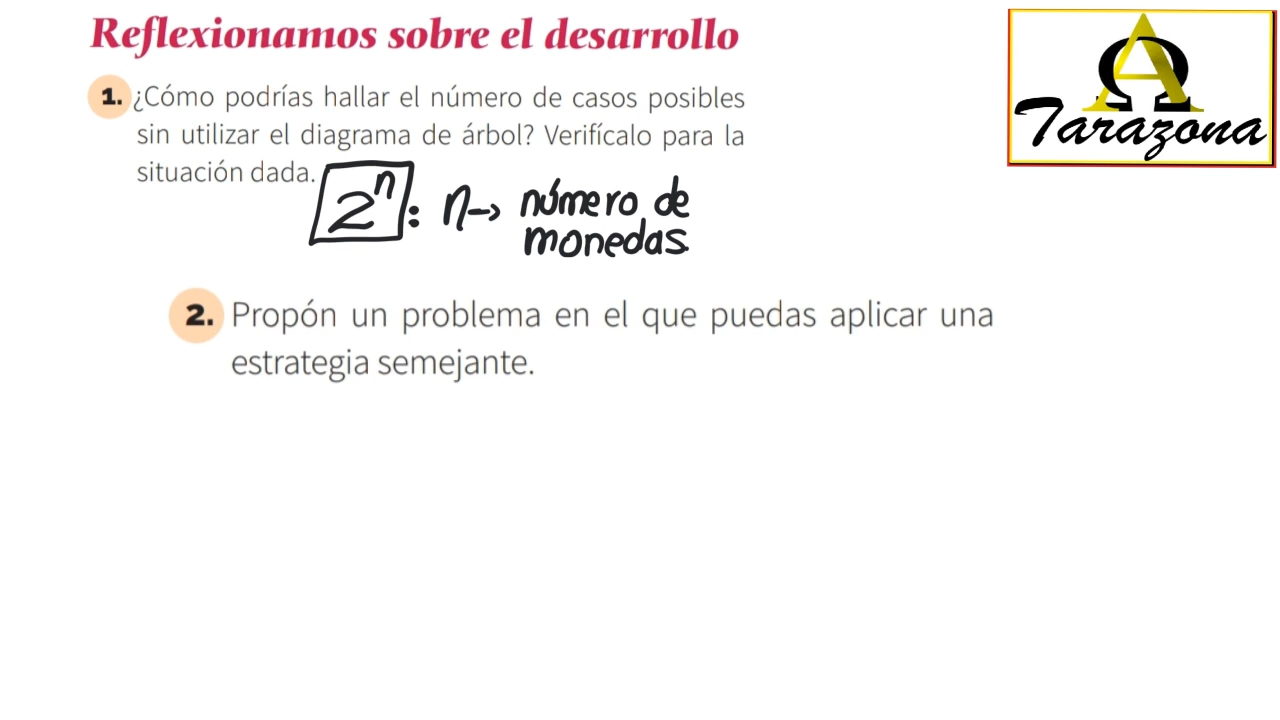 Reflexionamos sobre el desarrollo
1. ¿Cómo podrías hallar el número de casos posibles
sin utilizar el diagrama de árbol? Verifícalo para la
situación dada.
2ⁿ : n → número de
monedas
2. Propón un problema en el que puedas aplicar una
estrategia semejante.
AΩ
Tarazona